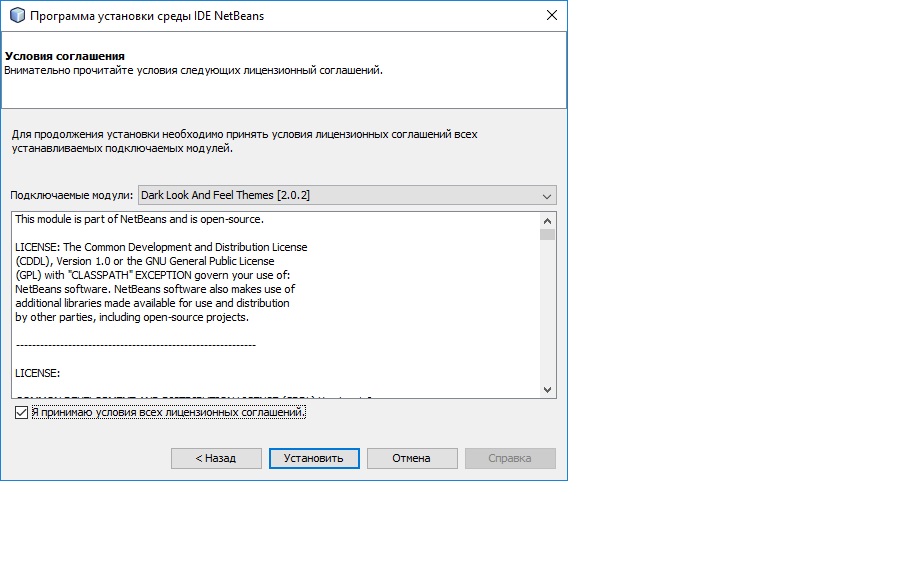 Программа установки среды IDE NetBeans
Условия соглашения
Внимательно прочитайте условия следующих лицензионный соглашений.
Для продолжения установки необходимо принять условия лицензионных соглашений всех
устанавливаемых подключаемых модулей.
Подключаемые модули: Dark Look And Feel Themes [2.0.2]
This module is part of NetBeans and is open-source.
LICENSE: The Common Development and Distribution License
(CDDL), Version 1.0 or the GNU General Public License
(GPL) with "CLASSPATH" EXCEPTION govern your use of:
NetBeans software. NetBeans software also makes use of
additional libraries made available for use and distribution
by other parties, including open-source projects.
------------------------------------------------------------
LICENSE:
Я принимаю условия всех лицензионных соглашений.
< Назад Установить Отмена Справка